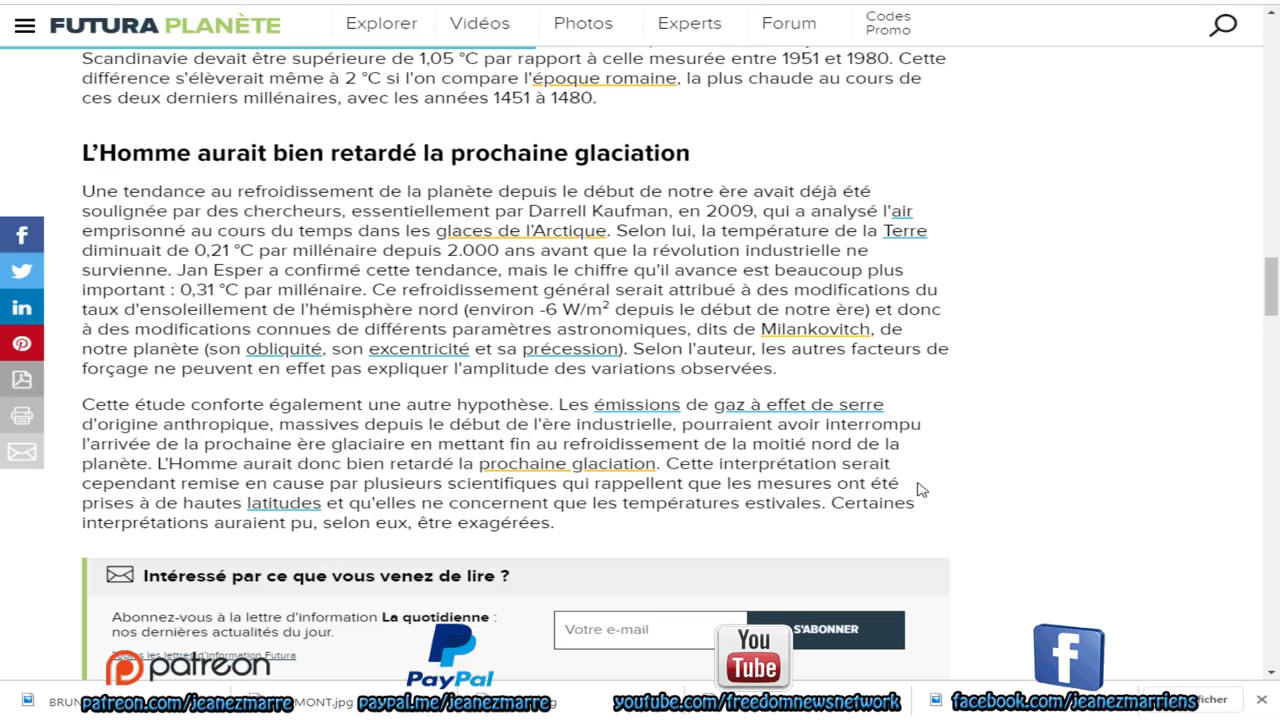 FUTURA PLANÈTE
Explorer
Vidéos
Photos
Experts
Forum
Codes
Promo
Scandinavie devait être supérieure de 1,05 °C par rapport à celle mesurée entre 1951 et 1980. Cette
différence s'élèverait même à 2 °C si l'on compare l'époque romaine, la plus chaude au cours de
ces deux derniers millénaires, avec les années 1451 à 1480.
L'Homme aurait bien retardé la prochaine glaciation
Une tendance au refroidissement de la planète depuis le début de notre ère avait déjà été
soulignée par des chercheurs, essentiellement par Darrell Kaufman, en 2009, qui a analysé l'air
emprisonné au cours du temps dans les glaces de l'Arctique. Selon lui, la température de la Terre
diminuait de 0,21 °C par millénaire depuis 2.000 ans avant que la révolution industrielle ne
survienne. Jan Esper a confirmé cette tendance, mais le chiffre qu'il avance est beaucoup plus
important : 0,31 °C par millénaire. Ce refroidissement général serait attribué à des modifications du
taux d'ensoleillement de l'hémisphère nord (environ -6 W/m² depuis le début de notre ère) et donc
à des modifications connues de différents paramètres astronomiques, dits de Milankovitch, de
notre planète (son obliquité, son excentricité et sa précession). Selon l'auteur, les autres facteurs de
forçage ne peuvent en effet pas expliquer l'amplitude des variations observées.
Cette étude conforte également une autre hypothèse. Les émissions de gaz à effet de serre
d'origine anthropique, massives depuis le début de l'ère industrielle, pourraient avoir interrompu
l'arrivée de la prochaine ère glaciaire en mettant fin au refroidissement de la moitié nord de la
planète. L'Homme aurait donc bien retardé la prochaine glaciation. Cette interprétation serait
cependant remise en cause par plusieurs scientifiques qui rappellent que les mesures ont été
prises à de hautes latitudes et qu'elles ne concernent que les températures estivales. Certaines
interprétations auraient pu, selon eux, être exagérées.
Intéressé par ce que vous venez de lire ?
Abonnez-vous à la lettre d'information La quotidienne :
nos dernières actualités du jour.
Votre e-mail
S'ABONNER
lettres d'information Futura
patreon
PayPal
You
Tube
BRUN
patreon.com/jeanezmarre
MONT.jpg
paypal.me/jeanezmarre
youtube.com/freedomnewsnetwork
facebook.com/jeanezmarriens